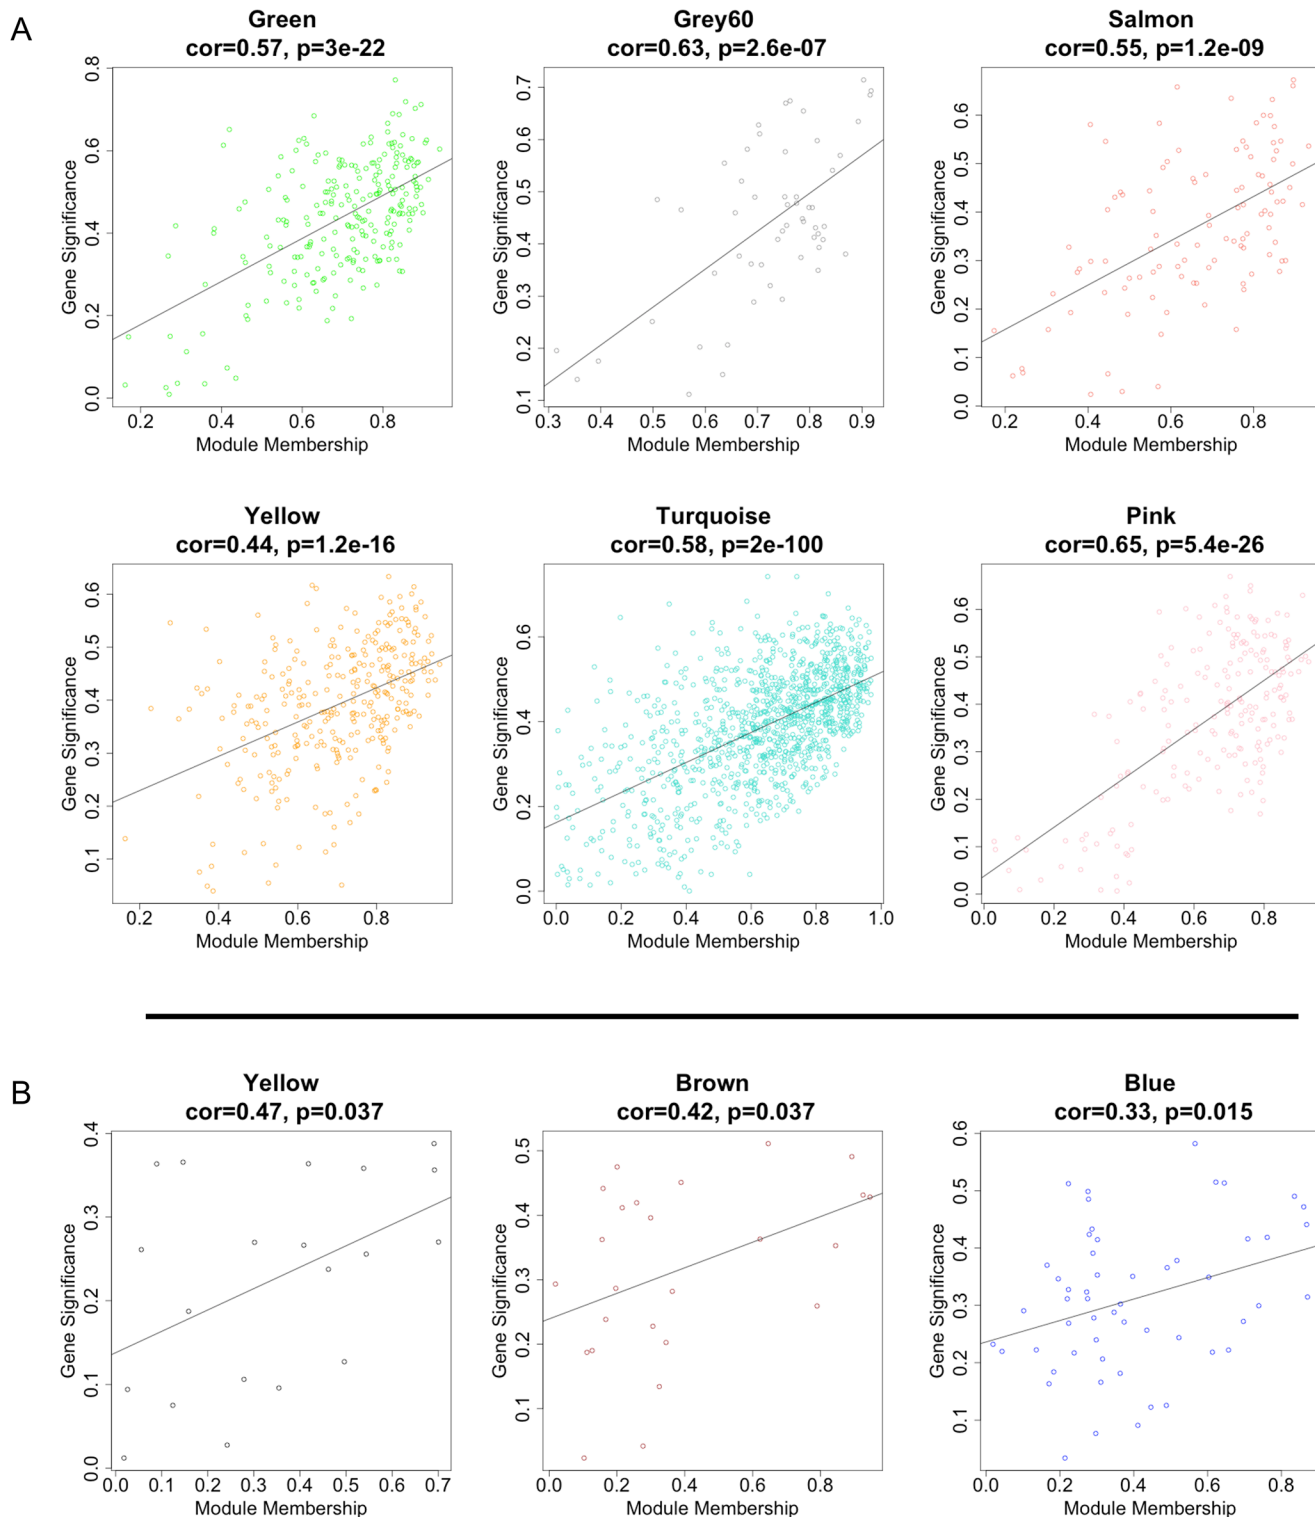 A
Green
cor=0.57, p=3e-22
Gene Significance
0.0 0.2 0.4 0.6 0.8
0.2 0.4 0.6 0.8
Module Membership
Grey60
cor=0.63, p=2.6e-07
Gene Significance
0.1 0.2 0.3 0.4 0.5 0.6 0.7
0.3 0.4 0.5 0.6 0.7 0.8 0.9
Module Membership
Salmon
cor=0.55, p=1.2e-09
Gene Significance
0.0 0.1 0.2 0.3 0.4 0.5 0.6
0.2 0.4 0.6 0.8
Module Membership
Yellow
cor=0.44, p=1.2e-16
Gene Significance
0.1 0.2 0.3 0.4 0.5 0.6
0.2 0.4 0.6 0.8
Module Membership
Turquoise
cor=0.58, p=2e-100
Gene Significance
0.0 0.2 0.4 0.6
0.0 0.2 0.4 0.6 0.8 1.0
Module Membership
Pink
cor=0.65, p=5.4e-26
Gene Significance
0.0 0.1 0.2 0.3 0.4 0.5 0.6
0.0 0.2 0.4 0.6 0.8
Module Membership
B
Yellow
cor=0.47, p=0.037
Gene Significance
0.0 0.1 0.2 0.3 0.4
0.0 0.1 0.2 0.3 0.4 0.5 0.6 0.7
Module Membership
Brown
cor=0.42, p=0.037
Gene Significance
0.1 0.2 0.3 0.4 0.5
0.0 0.2 0.4 0.6 0.8
Module Membership
Blue
cor=0.33, p=0.015
Gene Significance
0.1 0.2 0.3 0.4 0.5 0.6
0.0 0.2 0.4 0.6 0.8
Module Membership